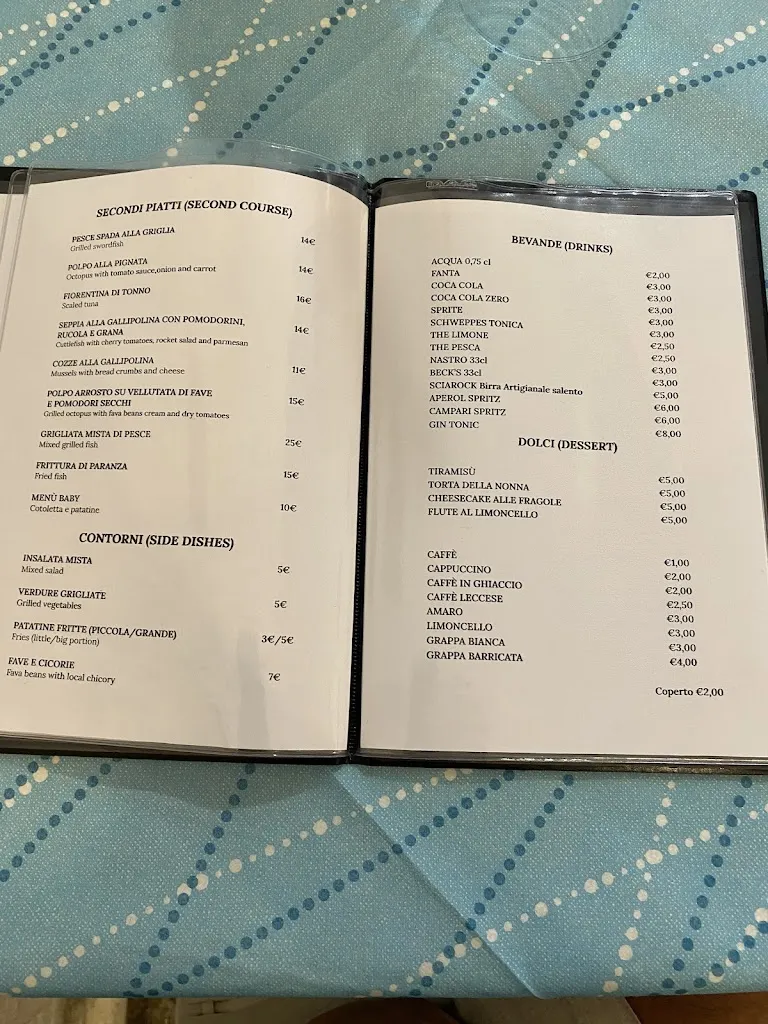 SECONDI PIATTI (SECOND COURSE)
PESCE SPADA ALLA GRIGLIA
Grilled swordfish 14€
POLPO ALLA PIGNATA
Octopus with tomato sauce,onion and carrot 14€
FIORENTINA DI TONNO
Scaled tuna 16€
SEPPIA ALLA GALLIPOLINA CON POMODORINI,
RUCOLA E GRANA 14€
Cuttlefish with cherry tomatoes, rocket salad and parmesan
COZZE ALLA GALLIPOLINA
Mussels with bread crumbs and cheese 11€
POLPO ARROSTO SU VELLUTATA DI FAVE
E POMODORI SECCHI 15€
Grilled octopus with fava beans cream and dry tomatoes
GRIGLIATA MISTA DI PESCE
Mixed grilled fish 25€
FRITTURA DI PARANZA
Fried fish 15€
MENÙ BABY
Cotoletta e patatine 10€
CONTORNI (SIDE DISHES)
INSALATA MISTA
Mixed salad 5€
VERDURE GRIGLIATE
Grilled vegetables 5€
PATATINE FRITTE (PICCOLA/GRANDE)
Fries (little/big portion) 3€/5€
FAVE E CICORIE
Fava beans with local chicory 7€
BEVANDE (DRINKS)
ACQUA 0,75 cl €2,00
FANTA €3,00
COCA COLA €3,00
COCA COLA ZERO €3,00
SPRITE €3,00
SCHWEPPES TONICA €3,00
THE LIMONE €2,50
THE PESCA €2,50
NASTRO 33cl €3,00
BECK'S 33cl €3,00
SCIAROCK Birra Artigianale salento €5,00
APEROL SPRITZ €6,00
CAMPARI SPRITZ €6,00
GIN TONIC €8,00
DOLCI (DESSERT)
TIRAMISÙ €5,00
TORTA DELLA NONNA €5,00
CHEESECAKE ALLE FRAGOLE €5,00
FLUTE AL LIMONCELLO €5,00
CAFFÈ €1,00
CAPPUCCINO €2,00
CAFFÈ IN GHIACCIO €2,00
CAFFÈ LECCESE €2,50
AMARO €3,00
LIMONCELLO €3,00
GRAPPA BIANCA €3,00
GRAPPA BARRICATA €4,00
Coperto €2,00